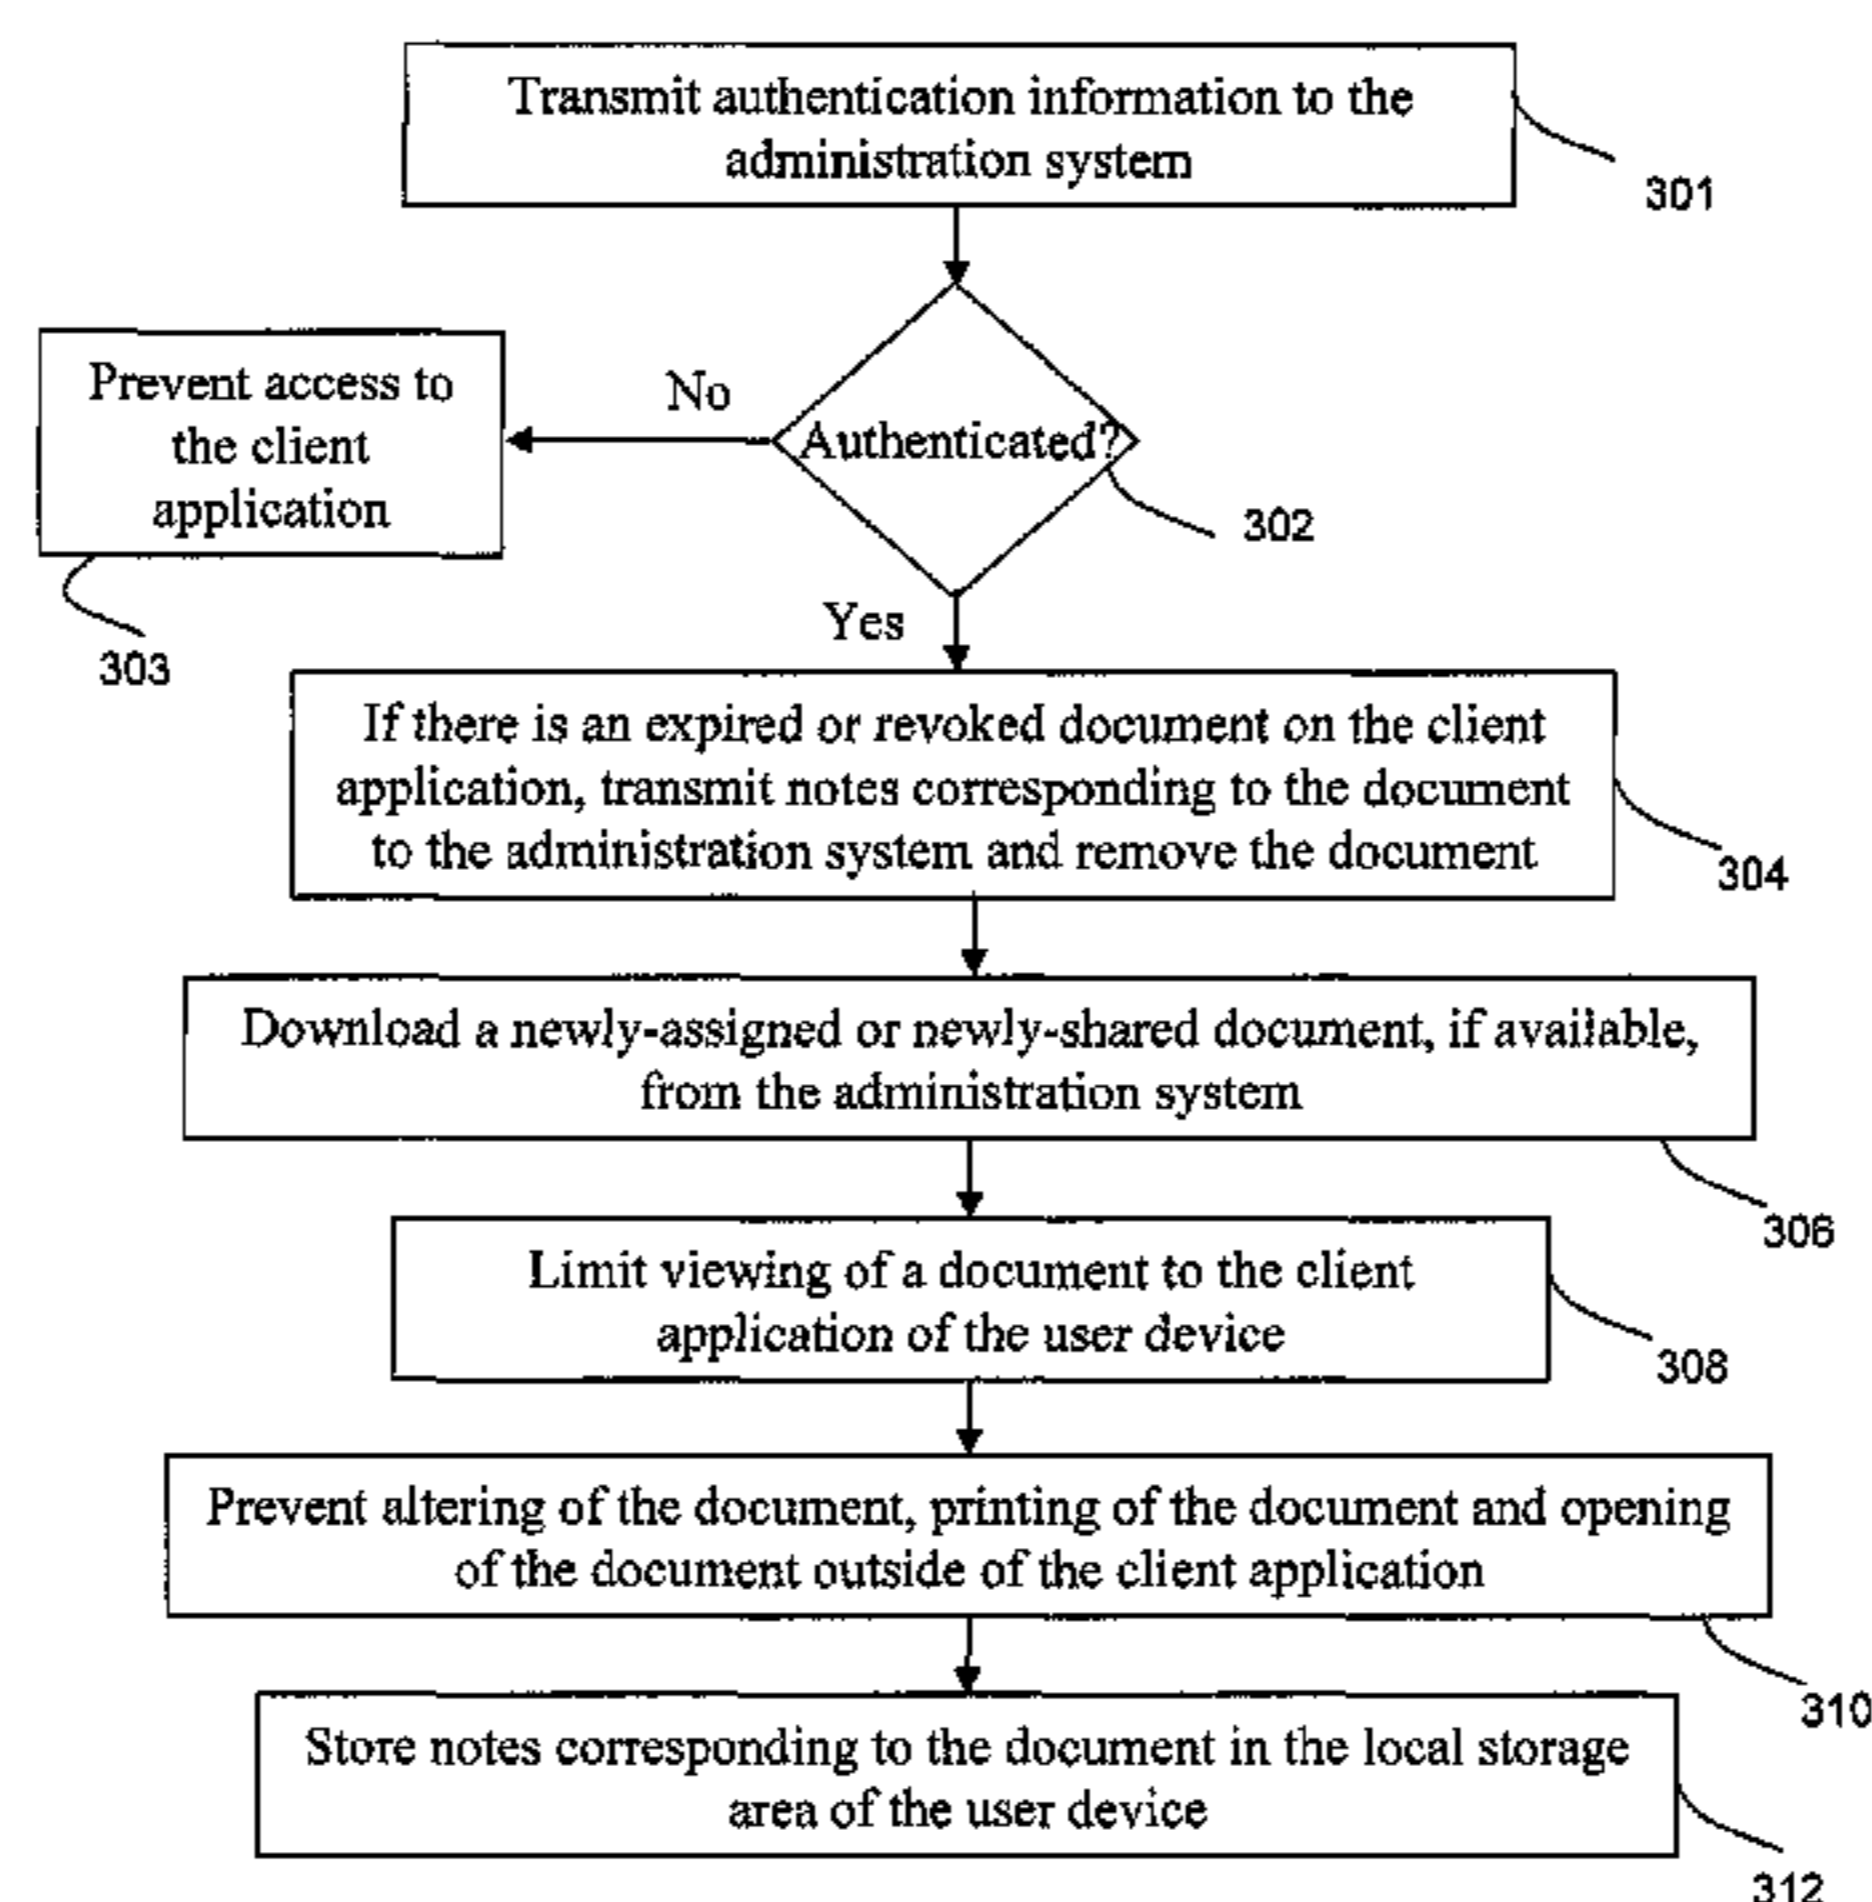 Transmit authentication information to the
administration system
301
Authenticated?
302
No
Prevent access to
the client
application
303
Yes
If there is an expired or revoked document on the client
application, transmit notes corresponding to the document
to the administration system and remove the document
304
Download a newly-assigned or newly-shared document, if available,
from the administration system
306
Limit viewing of a document to the client
application of the user device
308
Prevent altering of the document, printing of the document and opening
of the document outside of the client application
310
Store notes corresponding to the document in the local storage
area of the user device
312